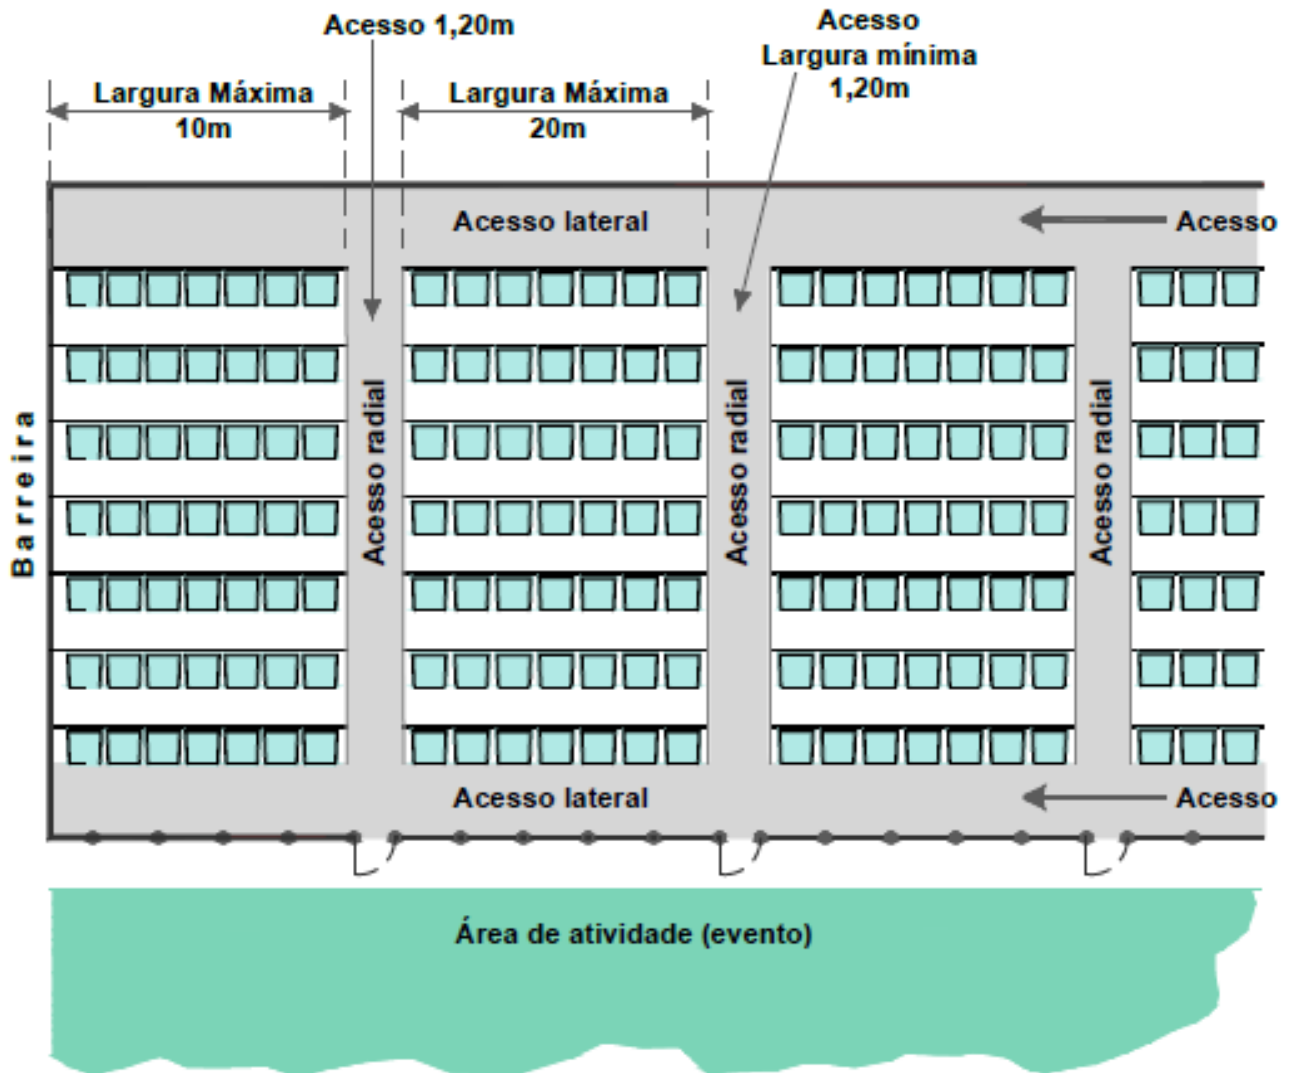 Acesso 1,20m
Acesso
Largura mínima
1,20m
Largura Máxima
10m
Largura Máxima
20m
Acesso lateral
Acesso
Barreira
Acesso radial
Acesso radial
Acesso radial
Acesso lateral
Acesso
Área de atividade (evento)